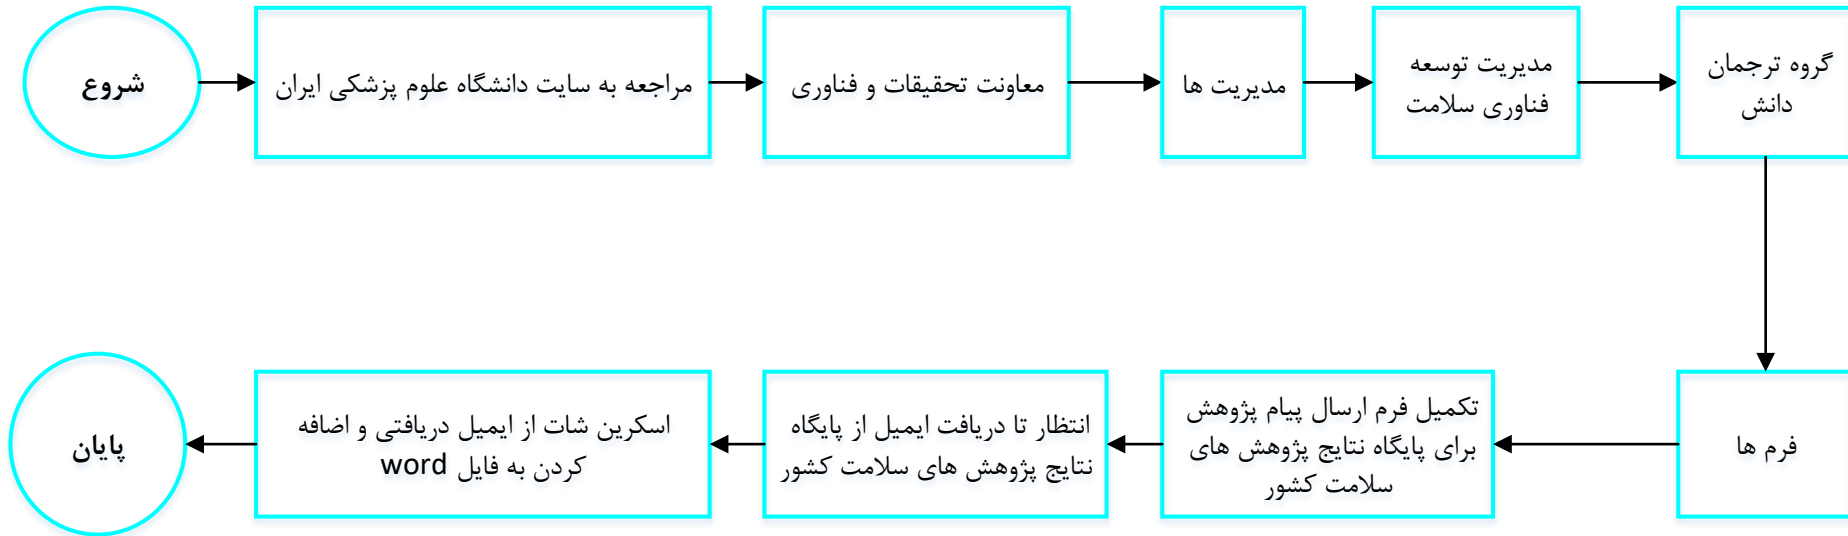 شروع
مراجعه به سایت دانشگاه علوم پزشکی ایران
معاونت تحقیقات و فناوری
مدیریت ها
مدیریت توسعه
فناوری سلامت
گروه ترجمان
دانش
فرم ها
تکمیل فرم ارسال پیام پژوهش
برای پایگاه نتایج پژوهش های
سلامت کشور
انتظار تا دریافت ایمیل از پایگاه
نتایج پژوهش های سلامت کشور
اسکرین شات از ایمیل دریافتی و اضافه
کردن به فایل word
پایان